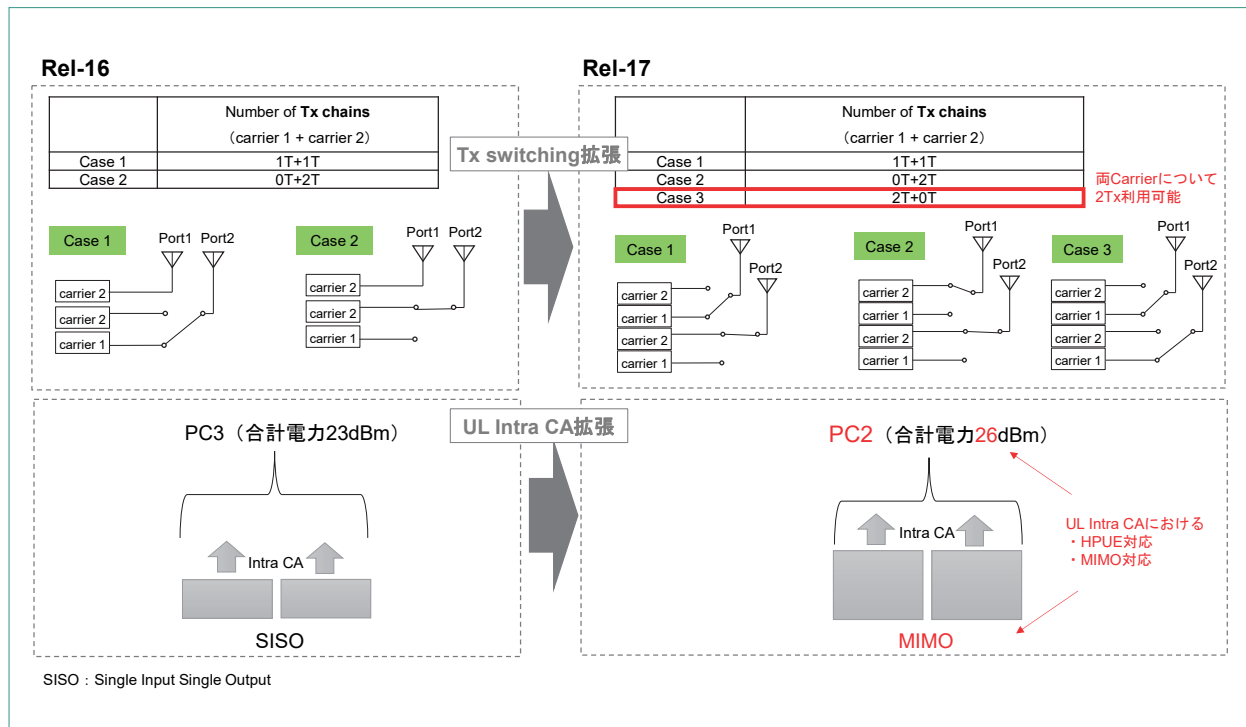 Rel-16
Number of Tx chains
(carrier 1 + carrier 2)
Case 1 1T+1T
Case 2 0T+2T
Case 1
Port1 Port2
carrier 2
carrier 2
carrier 1
Case 2
Port1 Port2
carrier 2
carrier 2
carrier 1
Tx switching拡張
Rel-17
Number of Tx chains
(carrier 1 + carrier 2)
Case 1 1T+1T
Case 2 0T+2T
Case 3 2T+0T
両Carrierについて
2Tx利用可能
Case 1
Port1
Port2
carrier 2
carrier 1
carrier 2
carrier 1
Case 2
Port1
Port2
carrier 2
carrier 1
carrier 2
carrier 1
Case 3
Port1
Port2
carrier 2
carrier 1
carrier 2
carrier 1
PC3（合計電力23dBm）
Intra CA
SISO
UL Intra CA拡張
PC2（合計電力26dBm）
Intra CA
MIMO
UL Intra CAにおける
・HPUE対応
・MIMO対応
SISO：Single Input Single Output